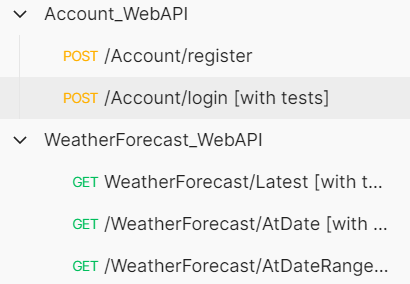 Account_WebAPI
POST /Account/register
POST /Account/login [with tests]
WeatherForecast_WebAPI
GET WeatherForecast/Latest [with t...
GET /WeatherForecast/AtDate [with ...
GET /WeatherForecast/AtDateRange...